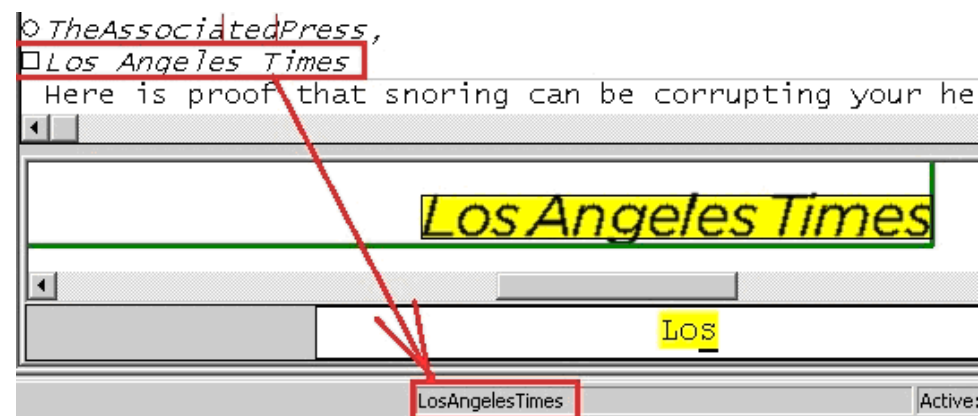 TheAssociatedPress,
Los Angeles Times
Here is proof that snoring can be corrupting your he
Los Angeles Times
Los
LosAngelesTimes
Active: